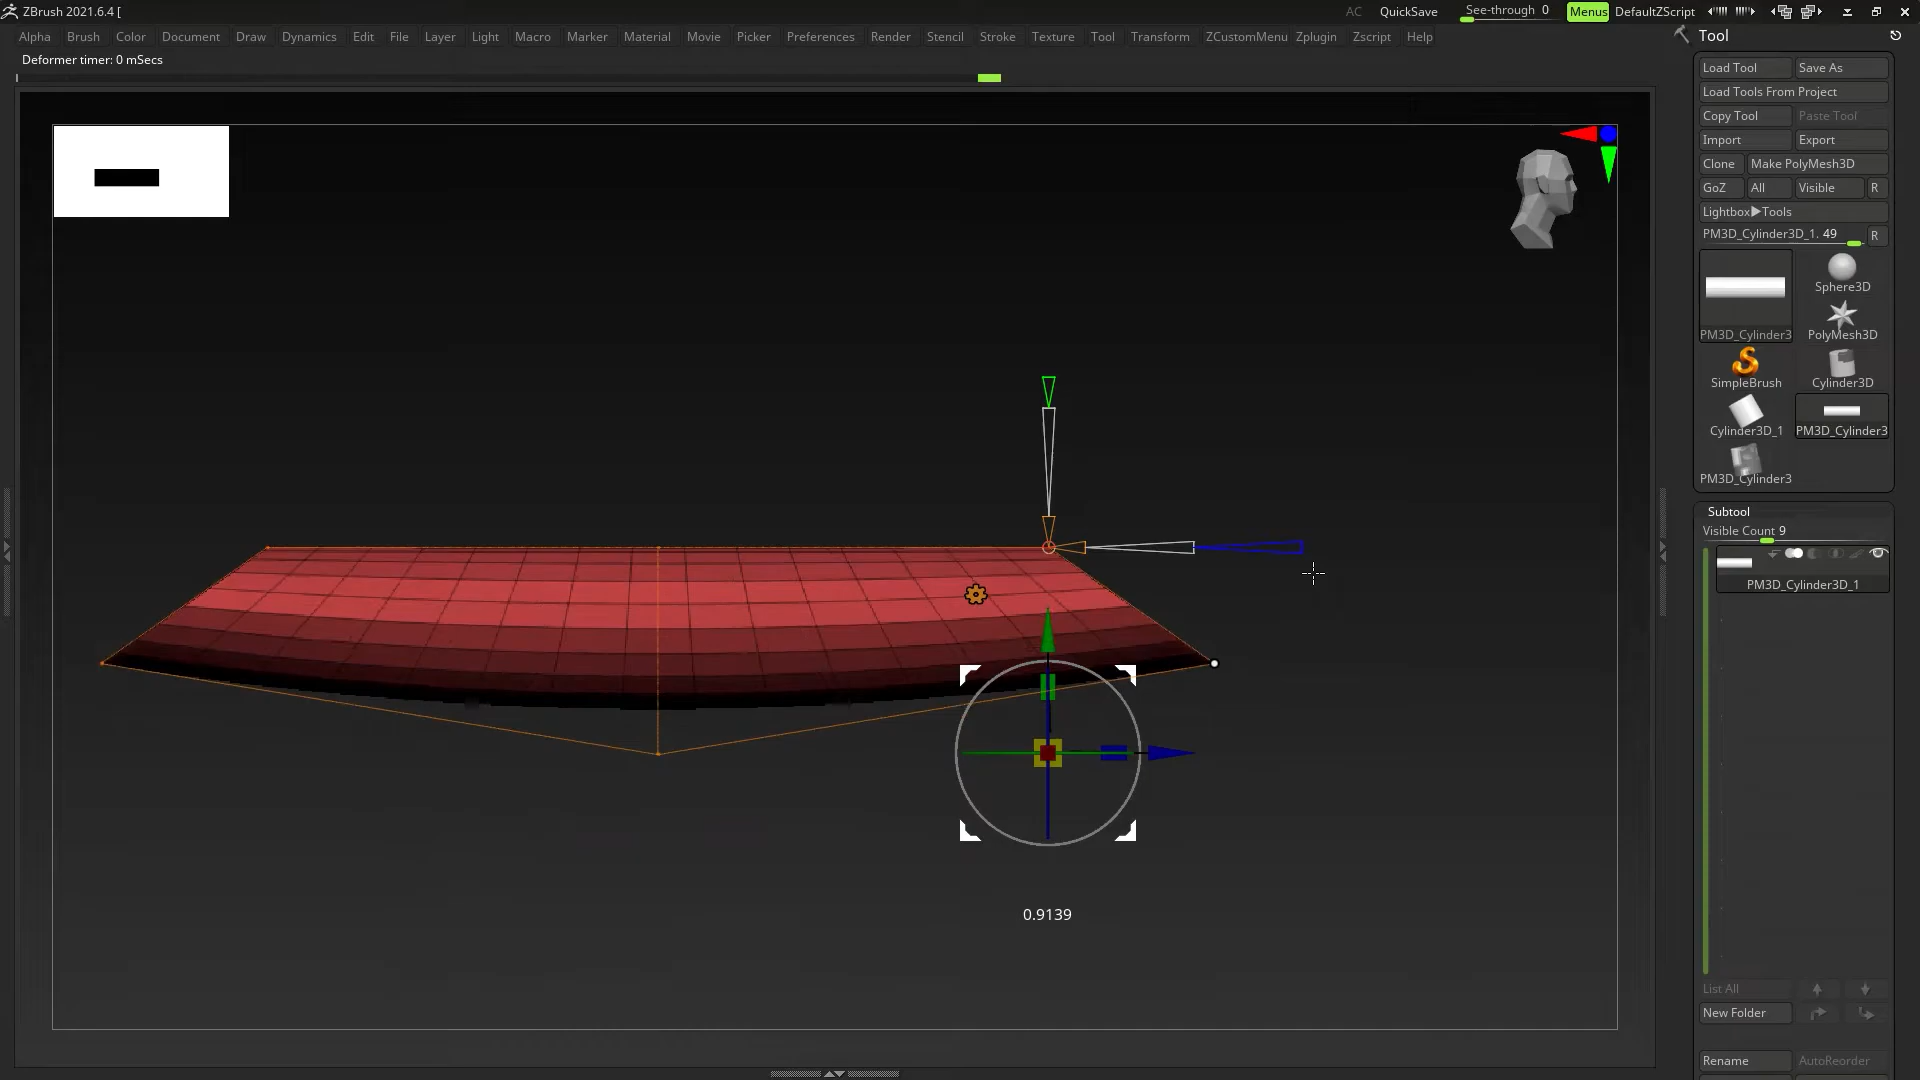 ZBrush 2021.6.4 [
AC
QuickSave
See-through 0
Menus
DefaultZScript
Alpha Brush Color Document Draw Dynamics Edit File Layer Light Macro Marker Material Movie Picker Preferences Render Stencil Stroke Texture Tool Transform ZCustomMenu Zplugin Zscript Help
Tool
Deformer timer: 0 mSecs
Load Tool
Save As
Load Tools From Project
Copy Tool
Paste Tool
Import
Export
Clone
Make PolyMesh3D
GoZ
All
Visible
R
Lightbox▶Tools
PM3D_Cylinder3D_1. 49
R
PM3D_Cylinder3
Sphere3D
PolyMesh3D
SimpleBrush
Cylinder3D
Cylinder3D_1
PM3D_Cylinder3
PM3D_Cylinder3
Subtool
Visible Count 9
PM3D_Cylinder3D_1
0.9139
List All
New Folder
Rename
AutoReorder